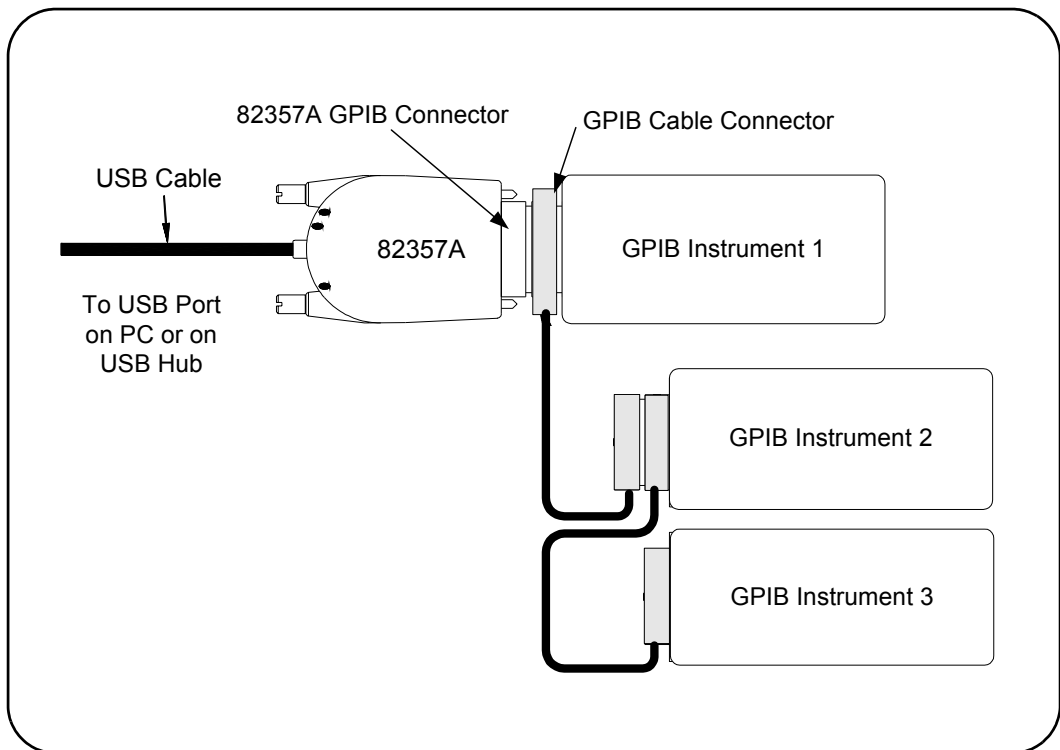 82357A GPIB Connector
GPIB Cable Connector
USB Cable
82357A
GPIB Instrument 1
To USB Port
on PC or on
USB Hub
GPIB Instrument 2
GPIB Instrument 3